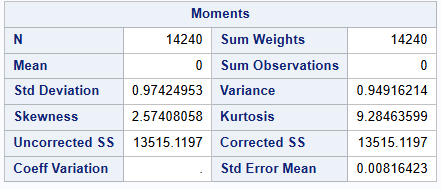 Moments
N 14240 Sum Weights 14240
Mean 0 Sum Observations 0
Std Deviation 0.97424953 Variance 0.94916214
Skewness 2.57408058 Kurtosis 9.28463599
Uncorrected SS 13515.1197 Corrected SS 13515.1197
Coeff Variation . Std Error Mean 0.00816423